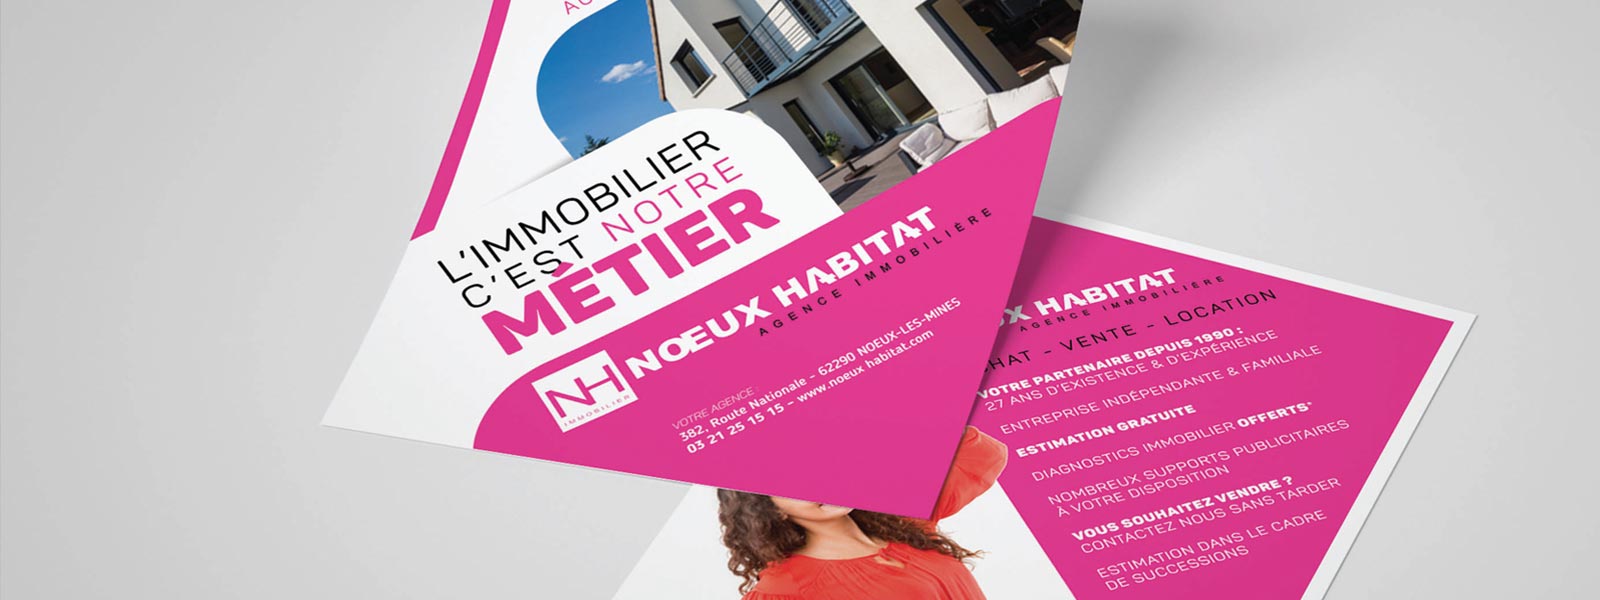 L'IMMOBILIER
C'EST NOTRE
MÈTIER
NH
IMMOBILIER
NOEUX HABITAT
AGENCE IMMOBILIÈRE
VOTRE AGENCE :
382, Route Nationale - 62290 NOEUX-LES-MINES
03 21 25 15 15 - www.noeux habitat.com
X HABITAT
AGENCE IMMOBILIÈRE
HAT - VENTE - LOCATION
VOTRE PARTENAIRE DEPUIS 1990 :
27 ANS D'EXISTENCE & D'EXPÉRIENCE
ENTREPRISE INDÉPENDANTE & FAMILIALE
ESTIMATION GRATUITE
DIAGNOSTICS IMMOBILIER OFFERTS*
NOMBREUX SUPPORTS PUBLICITAIRES
À VOTRE DISPOSITION
VOUS SOUHAITEZ VENDRE ?
CONTACTEZ NOUS SANS TARDER
ESTIMATION DANS LE CADRE
DE SUCCESSIONS